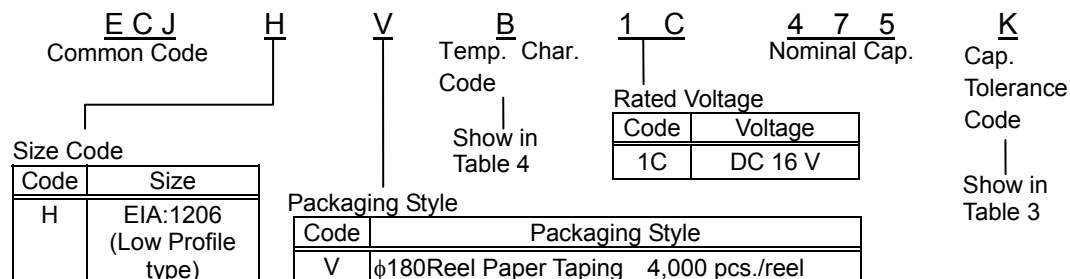 E C J H V B 1 C 4 7 5 K
Common Code Temp. Char. Nominal Cap. Cap.
Code Tolerance
Rated Voltage Code
Code Voltage
Show in
Table 4
1C DC 16 V
Size Code
Code Size
Show in
Table 3
H EIA:1206
(Low Profile
type)
Packaging Style
Code Packaging Style
V ϕ180Reel Paper Taping 4,000 pcs./reel